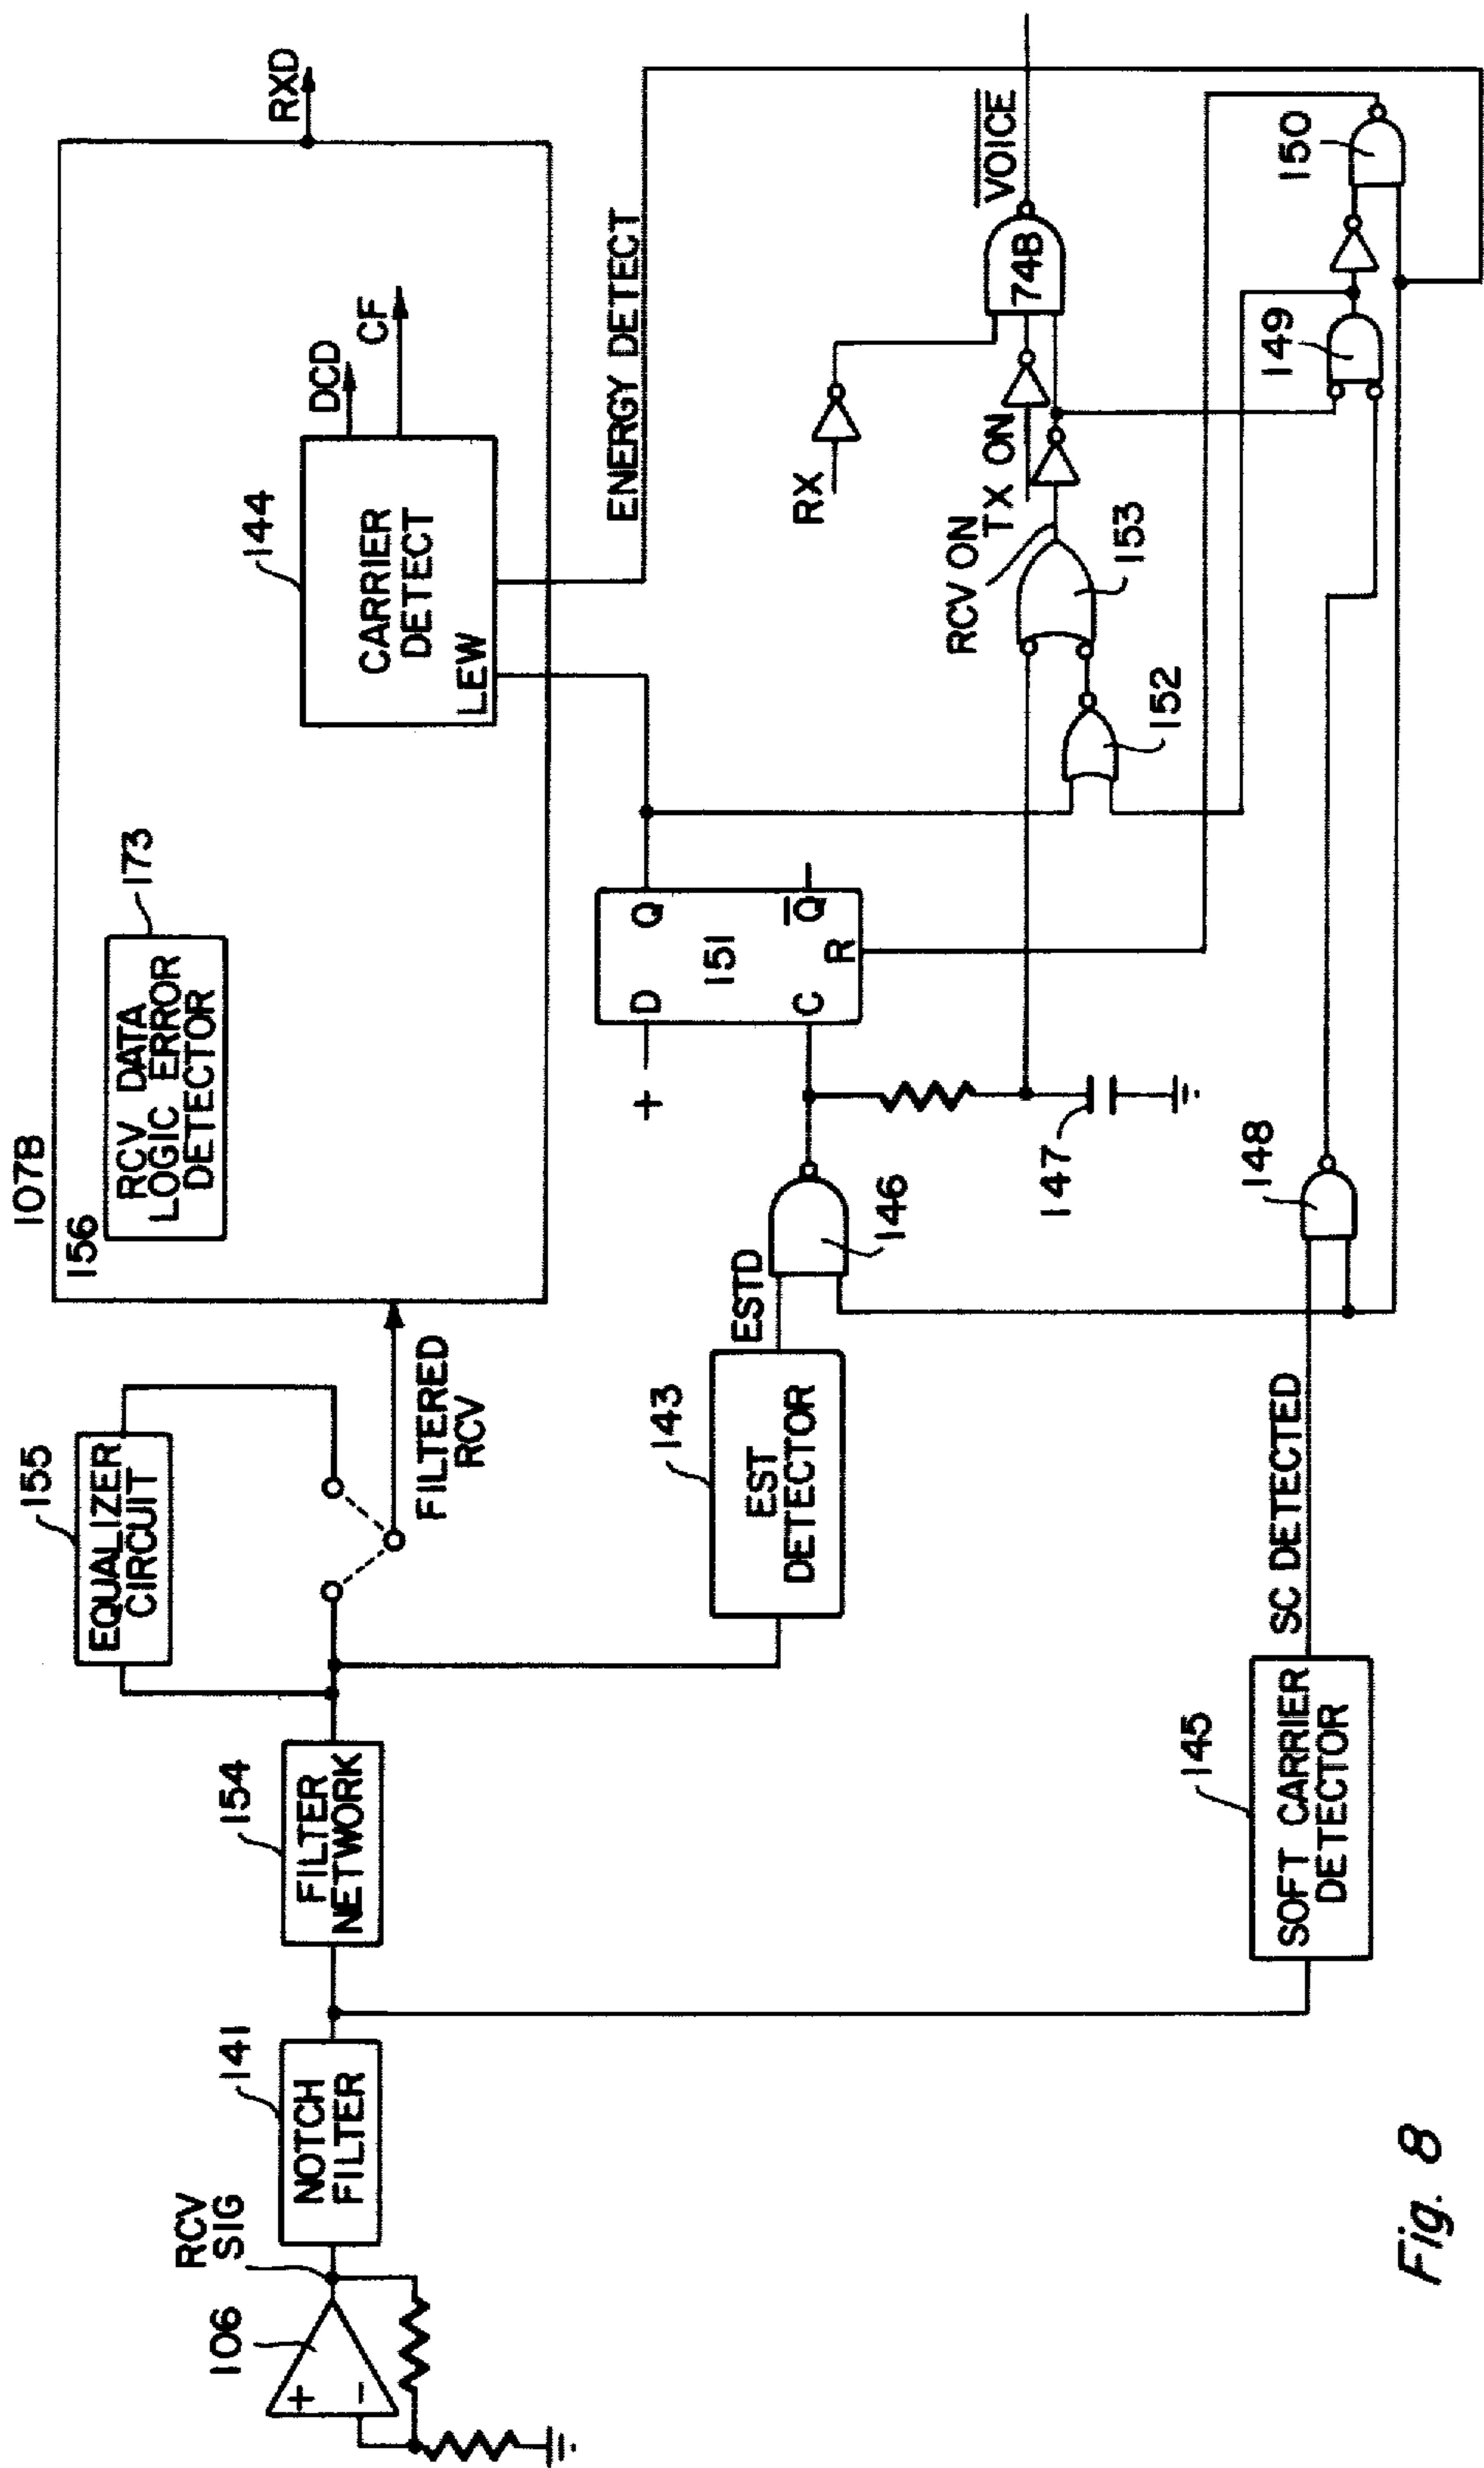 107B
156
RCV DATA
LOGIC ERROR
DETECTOR
173
144
CARRIER
DETECT
LEW
DCD
CF
RXD
155
EQUALIZER
CIRCUIT
FILTERED
RCV
RCV
SIG
106
+
−
141
NOTCH
FILTER
154
FILTER
NETWORK
143
EST
DETECTOR
ESTD
146
147
+
D
Q
151
C
R
Q̅
ENERGY DETECT
RX
TX ON
RCV ON
74B
V̅O̅I̅C̅E̅
152
153
145
SOFT CARRIER
DETECTOR
SC DETECTED
148
149
150
Fig. 8